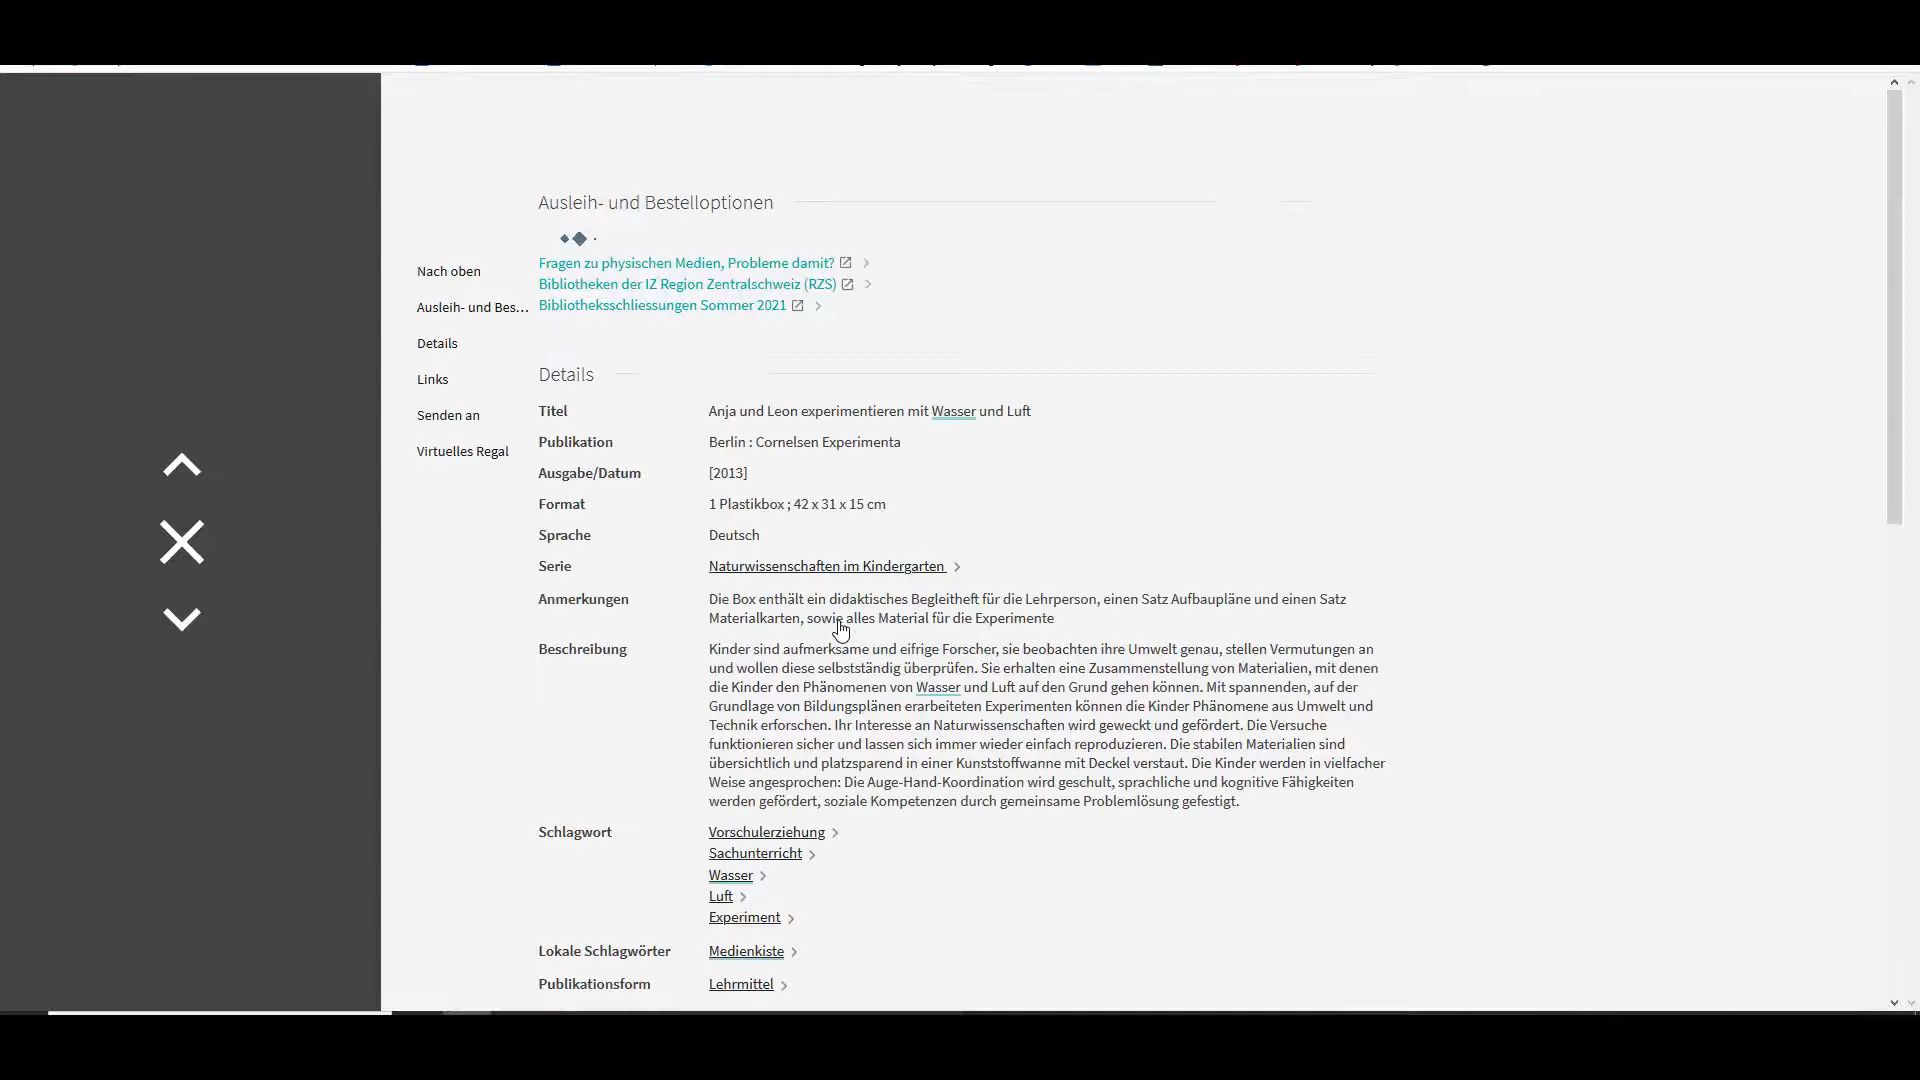 Ausleih- und Bestelloptionen
Fragen zu physischen Medien, Probleme damit?
Bibliotheken der IZ Region Zentralschweiz (RZS)
Bibliotheksschliessungen Sommer 2021
Nach oben
Ausleih- und Bes...
Details
Links
Senden an
Virtuelles Regal
Details
Titel Anja und Leon experimentieren mit Wasser und Luft
Publikation Berlin : Cornelsen Experimenta
Ausgabe/Datum [2013]
Format 1 Plastikbox ; 42 x 31 x 15 cm
Sprache Deutsch
Serie Naturwissenschaften im Kindergarten
Anmerkungen Die Box enthält ein didaktisches Begleitheft für die Lehrperson, einen Satz Aufbaupläne und einen Satz
Materialkarten, sowie alles Material für die Experimente
Beschreibung Kinder sind aufmerksame und eifrige Forscher, sie beobachten ihre Umwelt genau, stellen Vermutungen an
und wollen diese selbstständig überprüfen. Sie erhalten eine Zusammenstellung von Materialien, mit denen
die Kinder den Phänomenen von Wasser und Luft auf den Grund gehen können. Mit spannenden, auf der
Grundlage von Bildungsplänen erarbeiteten Experimenten können die Kinder Phänomene aus Umwelt und
Technik erforschen. Ihr Interesse an Naturwissenschaften wird geweckt und gefördert. Die Versuche
funktionieren sicher und lassen sich immer wieder einfach reproduzieren. Die stabilen Materialien sind
übersichtlich und platzsparend in einer Kunststoffwanne mit Deckel verstaut. Die Kinder werden in vielfacher
Weise angesprochen: Die Auge-Hand-Koordination wird geschult, sprachliche und kognitive Fähigkeiten
werden gefördert, soziale Kompetenzen durch gemeinsame Problemlösung gefestigt.
Schlagwort Vorschulerziehung
Sachunterricht
Wasser
Luft
Experiment
Lokale Schlagwörter Medienkiste
Publikationsform Lehrmittel